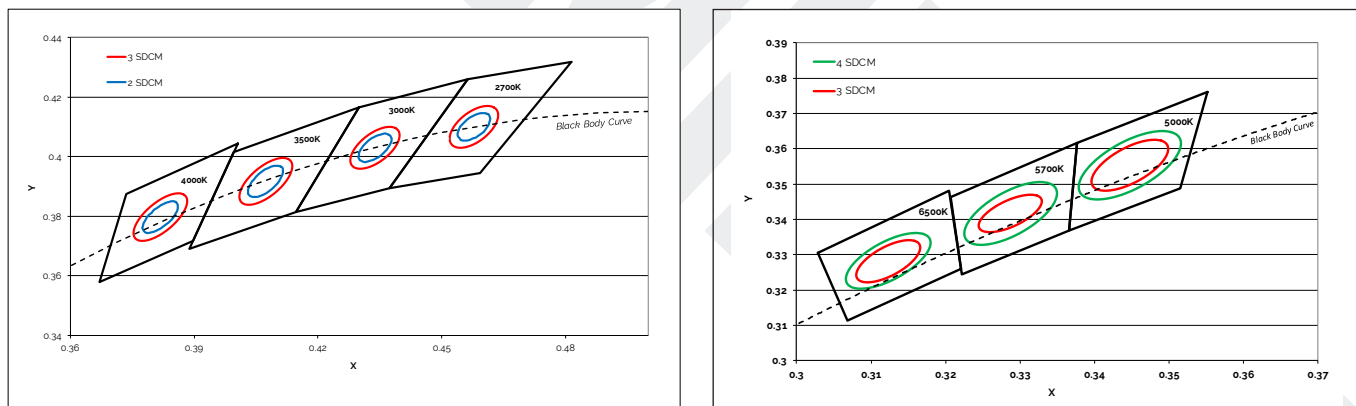 0.44
3 SDCM
2 SDCM
2700K
0.42
3000K
3500K
Black Body Curve
0.4
Y
4000K
0.38
0.36
0.34
0.36
0.39
0.42
0.45
0.48
X
0.39
4 SDCM
3 SDCM
0.38
0.37
5000K
Black Body Curve
0.36
5700K
0.35
Y
6500K
0.34
0.33
0.32
0.31
0.3
0.3
0.31
0.32
0.33
0.34
0.35
0.36
0.37
X